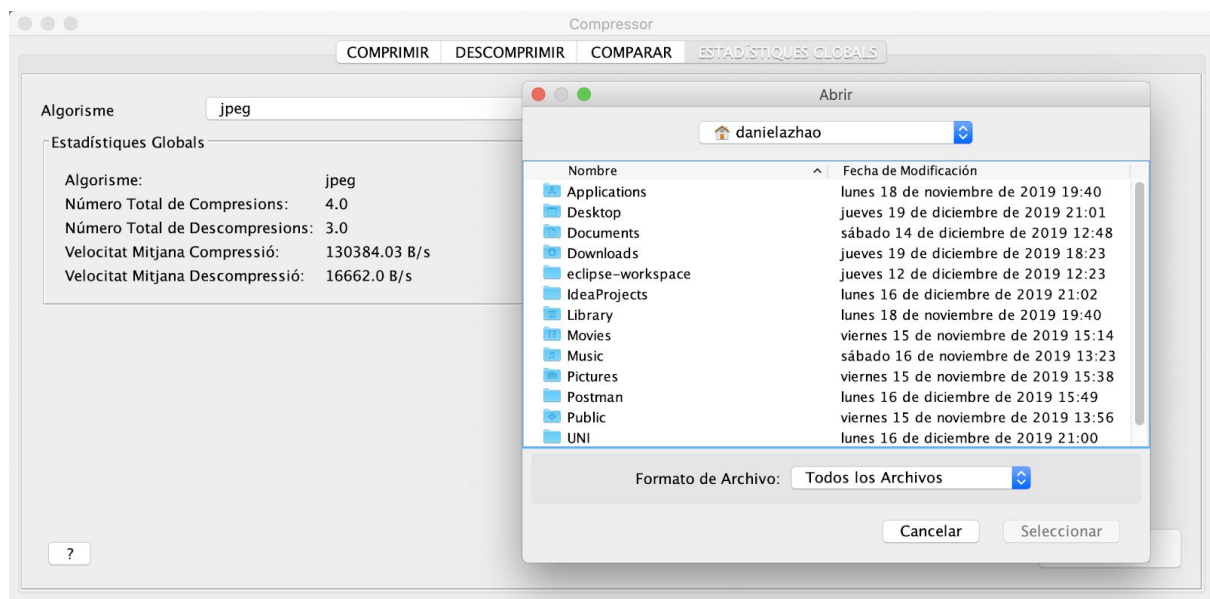 Compressor
COMPRIMIR DESCOMPRIMIR COMPARAR ESTADÍSTIQUES GLOBALS
Algorisme jpeg
Estadístiques Globals
Algorisme: jpeg
Número Total de Compresions: 4.0
Número Total de Descompresions: 3.0
Velocitat Mitjana Compressió: 130384.03 B/s
Velocitat Mitjana Descompressió: 16662.0 B/s
?
Abrir
danielazhao
Nombre Fecha de Modificación
Applications lunes 18 de noviembre de 2019 19:40
Desktop jueves 19 de diciembre de 2019 21:01
Documents sábado 14 de diciembre de 2019 12:48
Downloads jueves 19 de diciembre de 2019 18:23
eclipse-workspace jueves 12 de diciembre de 2019 12:23
IdeaProjects lunes 16 de diciembre de 2019 21:02
Library lunes 18 de noviembre de 2019 19:40
Movies viernes 15 de noviembre de 2019 15:14
Music sábado 16 de noviembre de 2019 13:23
Pictures viernes 15 de noviembre de 2019 15:38
Postman lunes 16 de diciembre de 2019 15:49
Public viernes 15 de noviembre de 2019 13:56
UNI lunes 16 de diciembre de 2019 21:00
Formato de Archivo: Todos los Archivos
Cancelar Seleccionar